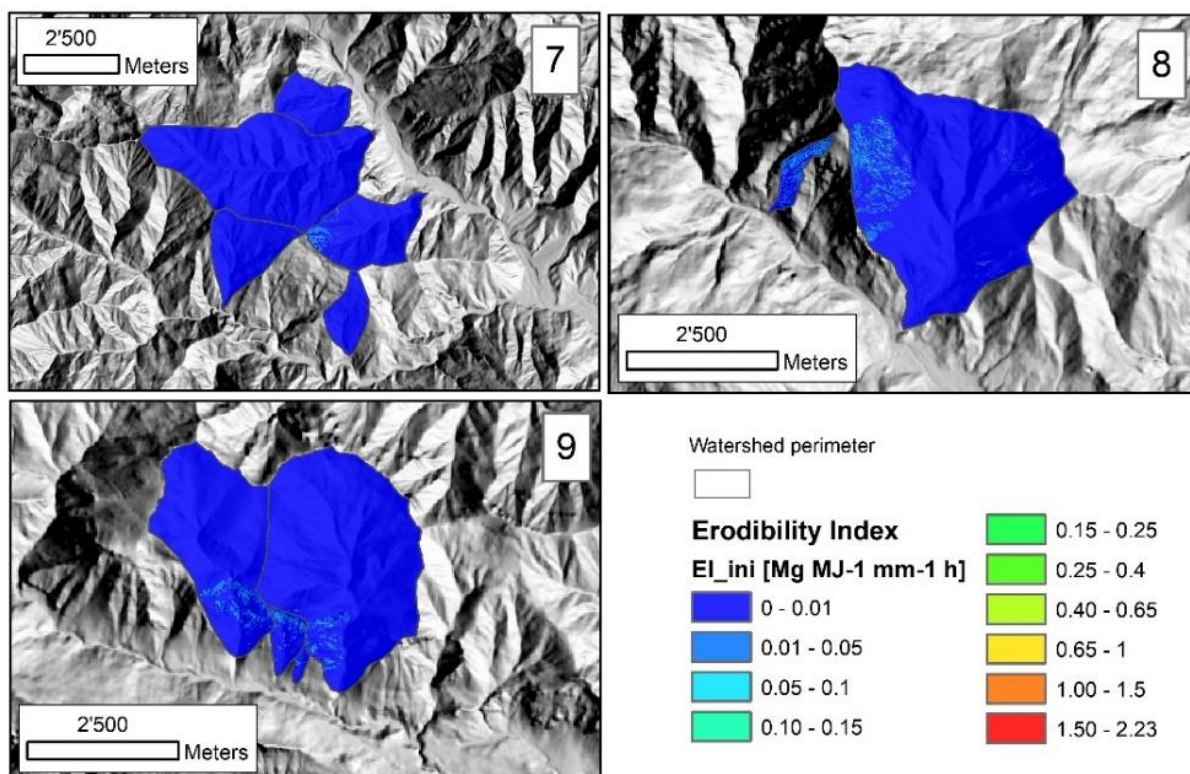 2'500
Meters
7
8
2'500
Meters
9
2'500
Meters
Watershed perimeter
Erodibility Index
EI_ini [Mg MJ-1 mm-1 h]
0 - 0.01
0.01 - 0.05
0.05 - 0.1
0.10 - 0.15
0.15 - 0.25
0.25 - 0.4
0.40 - 0.65
0.65 - 1
1.00 - 1.5
1.50 - 2.23